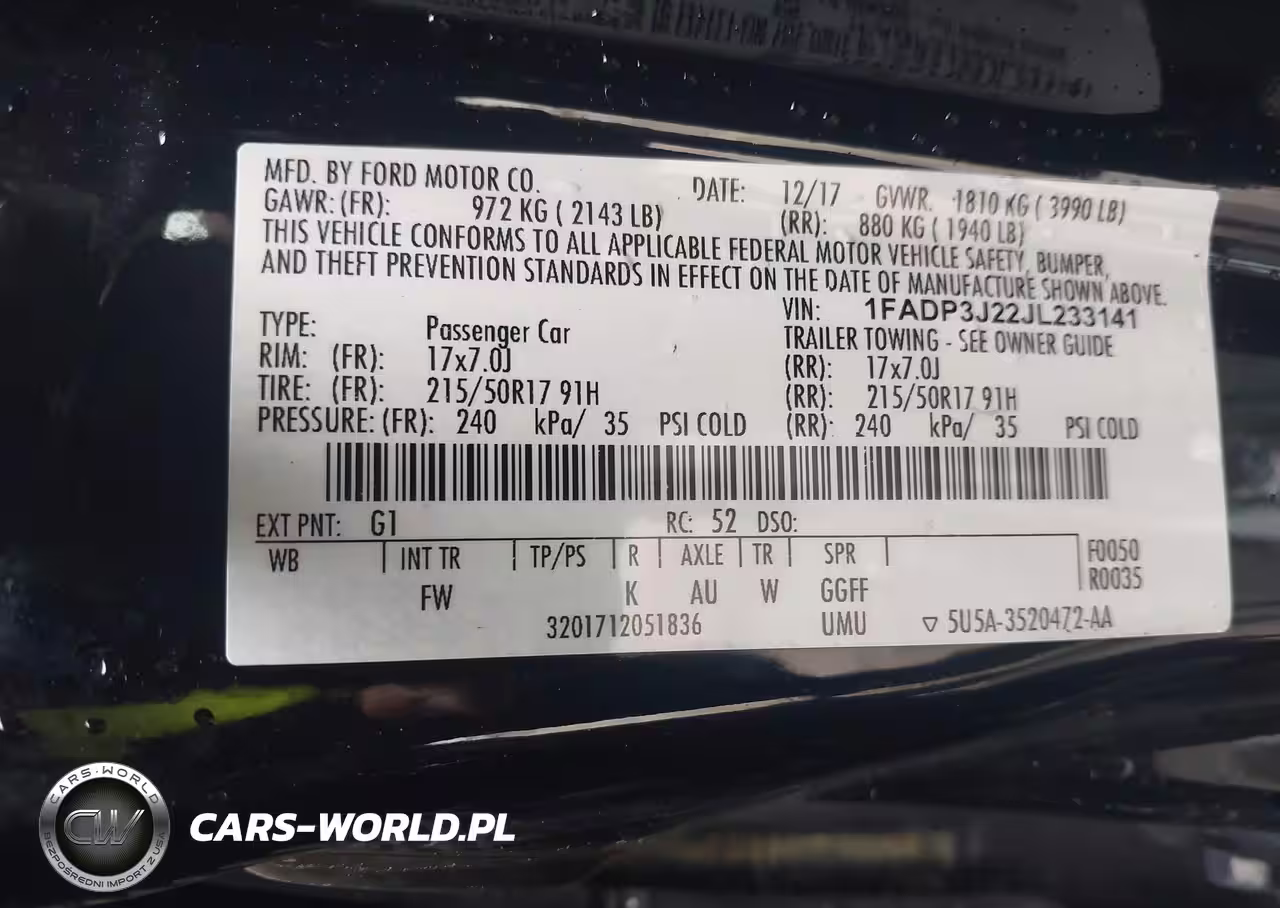 MFD. BY FORD MOTOR CO. DATE: 12/17 GVWR. 1810 KG ( 3990 LB)
GAWR: (FR): 972 KG ( 2143 LB) (RR): 880 KG ( 1940 LB)
THIS VEHICLE CONFORMS TO ALL APPLICABLE FEDERAL MOTOR VEHICLE SAFETY, BUMPER,
AND THEFT PREVENTION STANDARDS IN EFFECT ON THE DATE OF MANUFACTURE SHOWN ABOVE.
VIN: 1FADP3J22JL233141
TYPE: Passenger Car TRAILER TOWING - SEE OWNER GUIDE
RIM: (FR): 17x7.0J (RR): 17x7.0J
TIRE: (FR): 215/50R17 91H (RR): 215/50R17 91H
PRESSURE: (FR): 240 kPa/ 35 PSI COLD (RR): 240 kPa/ 35 PSI COLD
EXT PNT: G1 RC: 52 DSO:
WB INT TR TP/PS R AXLE TR SPR F0050
FW K AU W GGFF R0035
3201712051836 UMU ▽ 5U5A-3520472-AA
CARS-WORLD
CW
BEZPOŚREDNI IMPORT Z USA
CARS-WORLD.PL